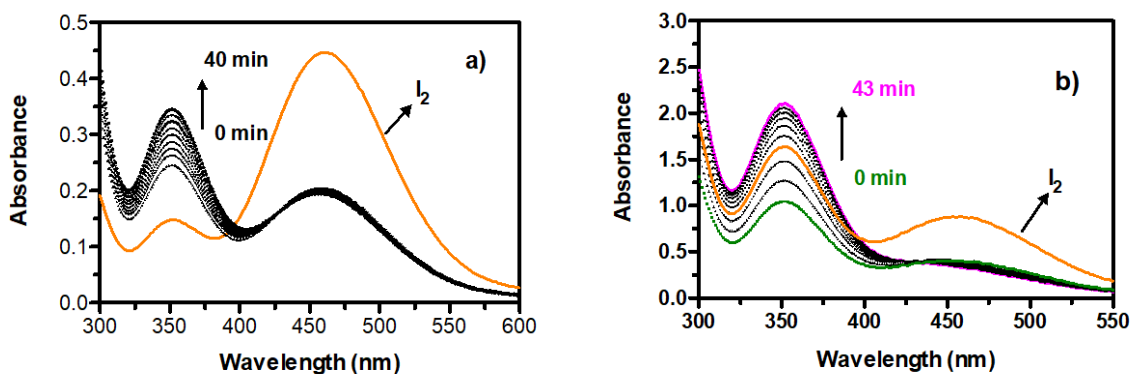 a)
40 min
0 min
I2
Absorbance
0.5
0.4
0.3
0.2
0.1
0.0
300 350 400 450 500 550 600
Wavelength (nm)
b)
43 min
0 min
I2
Absorbance
3.0
2.5
2.0
1.5
1.0
0.5
0.0
300 350 400 450 500 550
Wavelength (nm)